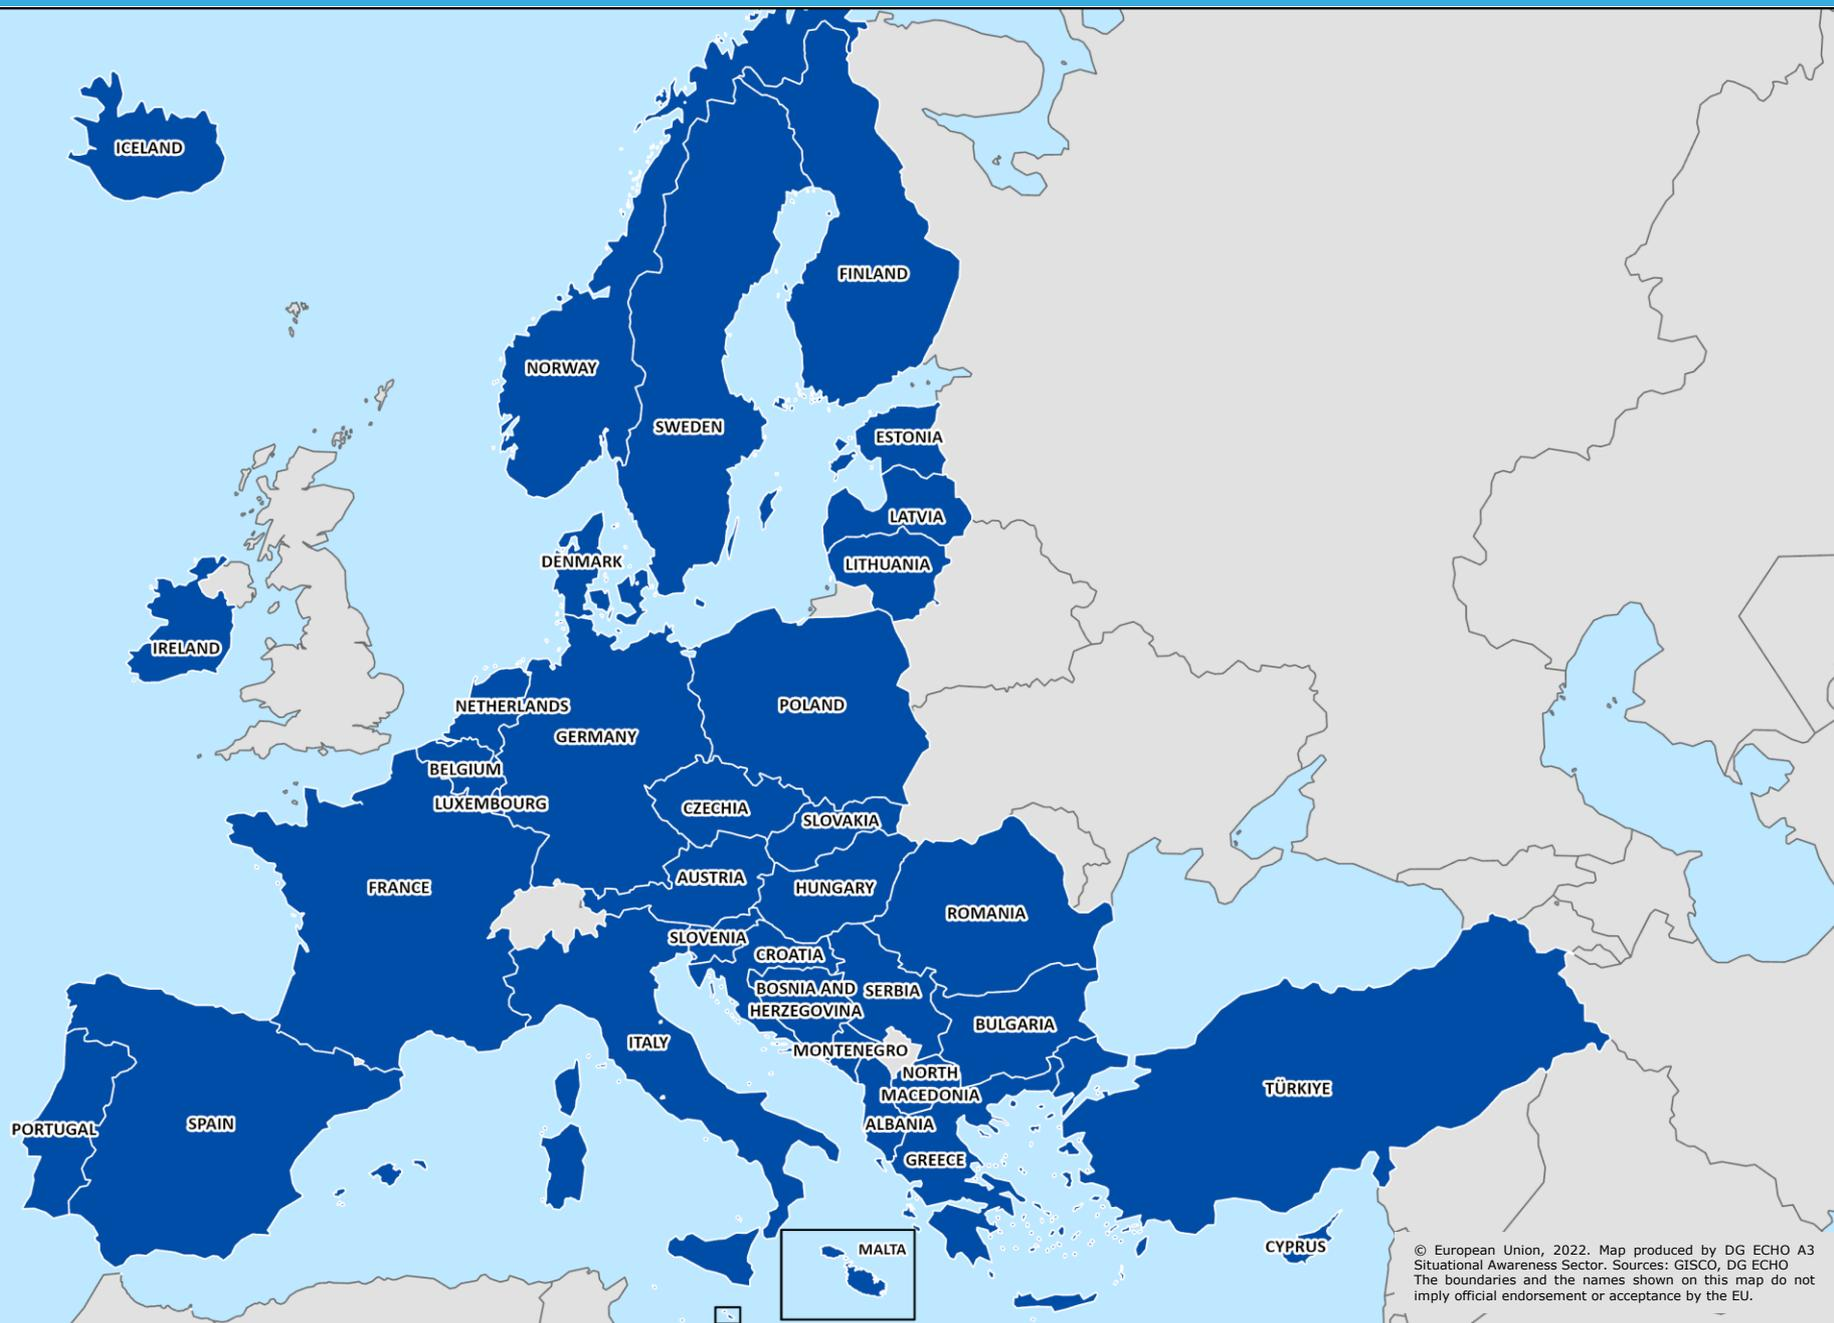 ICELAND
FINLAND
NORWAY
SWEDEN
ESTONIA
LATVIA
DENMARK
LITHUANIA
IRELAND
NETHERLANDS
POLAND
GERMANY
BELGIUM
LUXEMBOURG
CZECHIA
SLOVAKIA
AUSTRIA
FRANCE
HUNGARY
ROMANIA
SLOVENIA
CROATIA
BOSNIA AND
HERZEGOVINA
SERBIA
BULGARIA
ITALY
MONTENEGRO
NORTH
MACEDONIA
TÜRKIYE
PORTUGAL
SPAIN
ALBANIA
GREECE
CYPRUS
MALTA
© European Union, 2022. Map produced by DG ECHO A3
Situational Awareness Sector. Sources: GISCO, DG ECHO
The boundaries and the names shown on this map do not
imply official endorsement or acceptance by the EU.